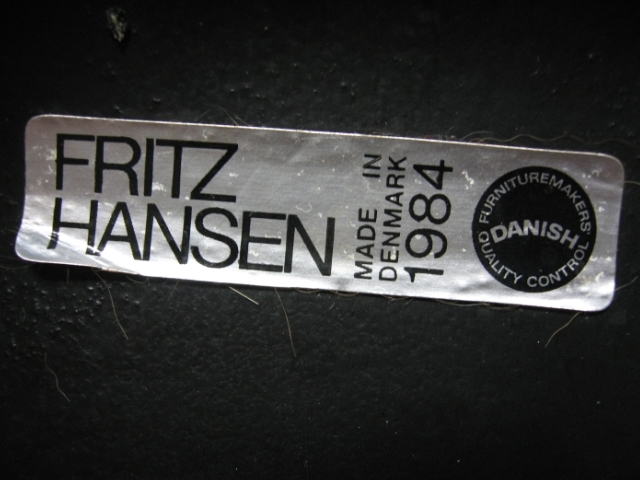 FRITZ
HANSEN
MADE IN
DENMARK
1984
FURNITUREMAKERS'
DANISH
QUALITY CONTROL